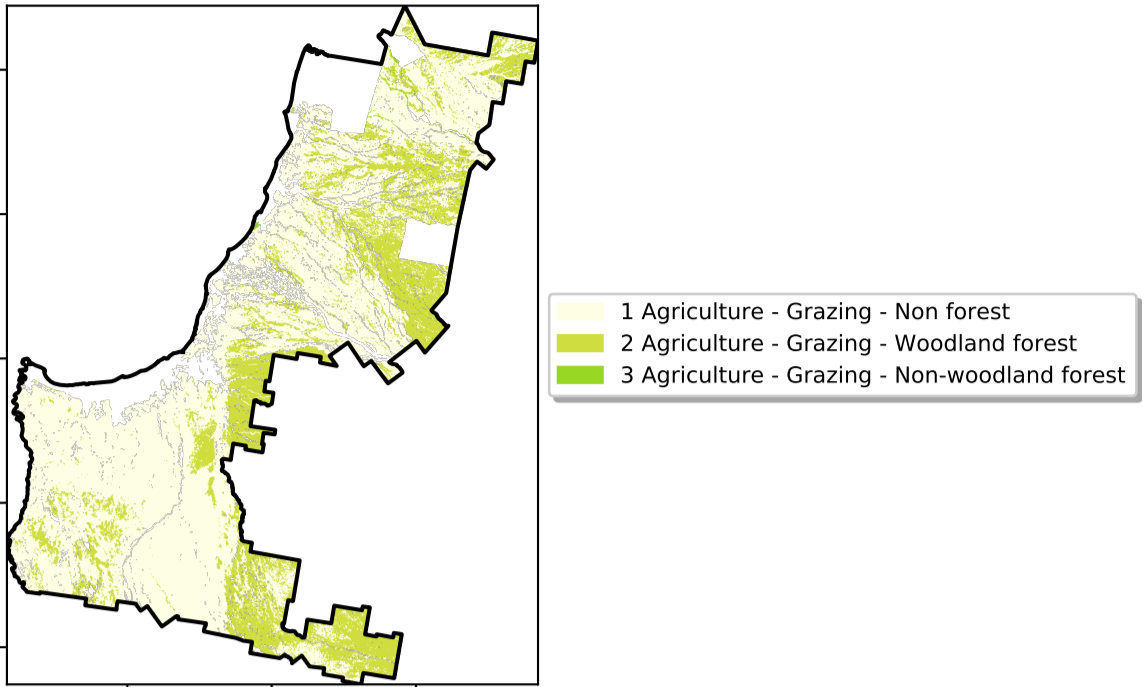 1 Agriculture - Grazing - Non forest
2 Agriculture - Grazing - Woodland forest
3 Agriculture - Grazing - Non-woodland forest